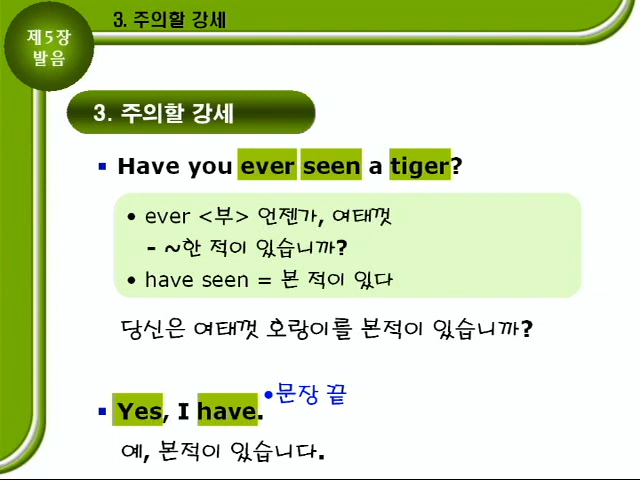 3. 주의할 강세
제5장
발음
3. 주의할 강세
▪ Have you ever seen a tiger?
• ever <부> 언젠가, 여태껏
- ~한 적이 있습니까?
• have seen = 본 적이 있다
당신은 여태껏 호랑이를 본적이 있습니까?
•문장 끝
▪ Yes, I have.
예, 본적이 있습니다.